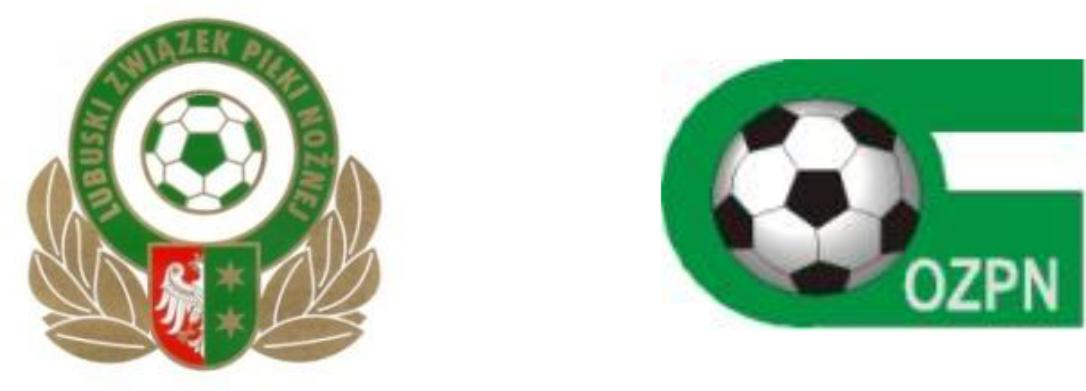 LUBUSKI ZWIĄZEK PIŁKI NOŻNEJ
OZPN